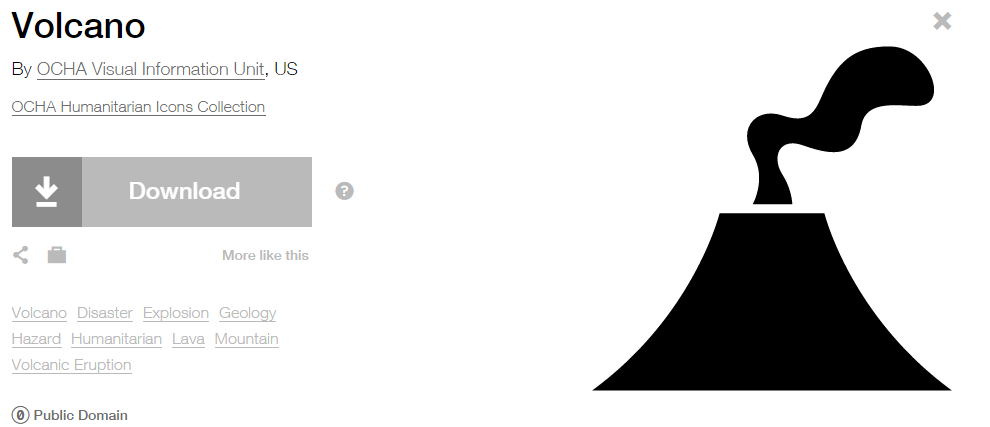 Volcano
By OCHA Visual Information Unit, US
OCHA Humanitarian Icons Collection
Download
?
More like this
Volcano Disaster Explosion Geology
Hazard Humanitarian Lava Mountain
Volcanic Eruption
0 Public Domain